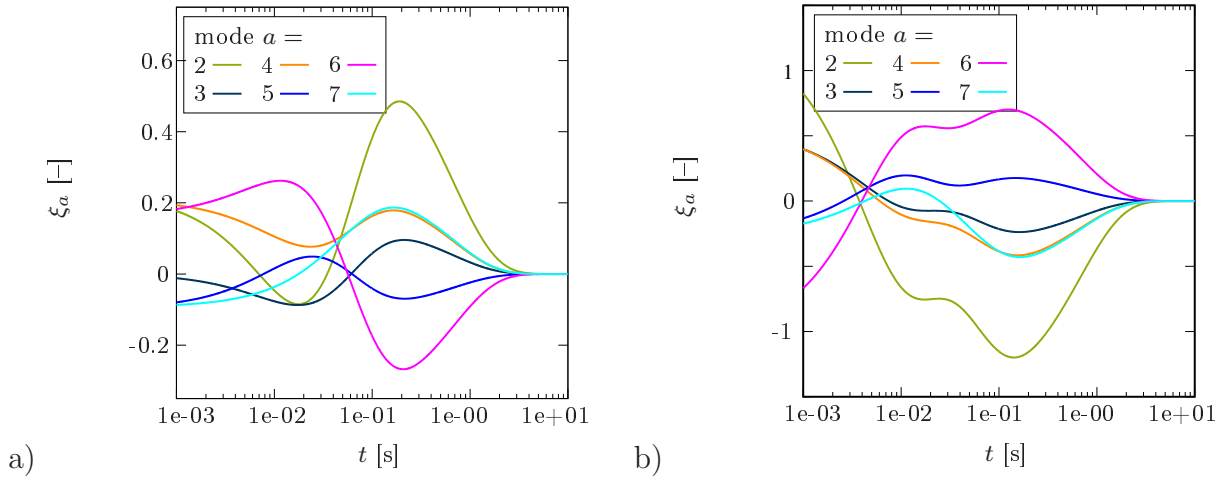 mode a =
2 4 6
3 5 7
0.6
0.4
0.2
0
-0.2
ξa [–]
1e-03 1e-02 1e-01 1e-00 1e+01
t [s]
a)
mode a =
2 4 6
3 5 7
1
0
-1
ξa [–]
1e-03 1e-02 1e-01 1e-00 1e+01
t [s]
b)